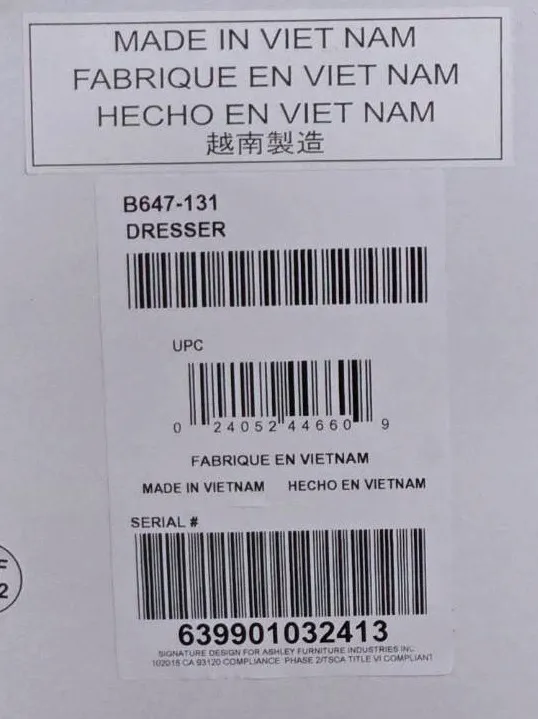 MADE IN VIET NAM
FABRIQUE EN VIET NAM
HECHO EN VIET NAM
越南製造
B647-131
DRESSER
UPC
0 24052 44660 9
FABRIQUE EN VIETNAM
MADE IN VIETNAM HECHO EN VIETNAM
SERIAL #
639901032413
SIGNATURE DESIGN FOR ASHLEY FURNITURE INDUSTRIES INC.
102016 CA 93120 COMPLIANCE PHASE 2/TSCA TITLE VI COMPLIANT